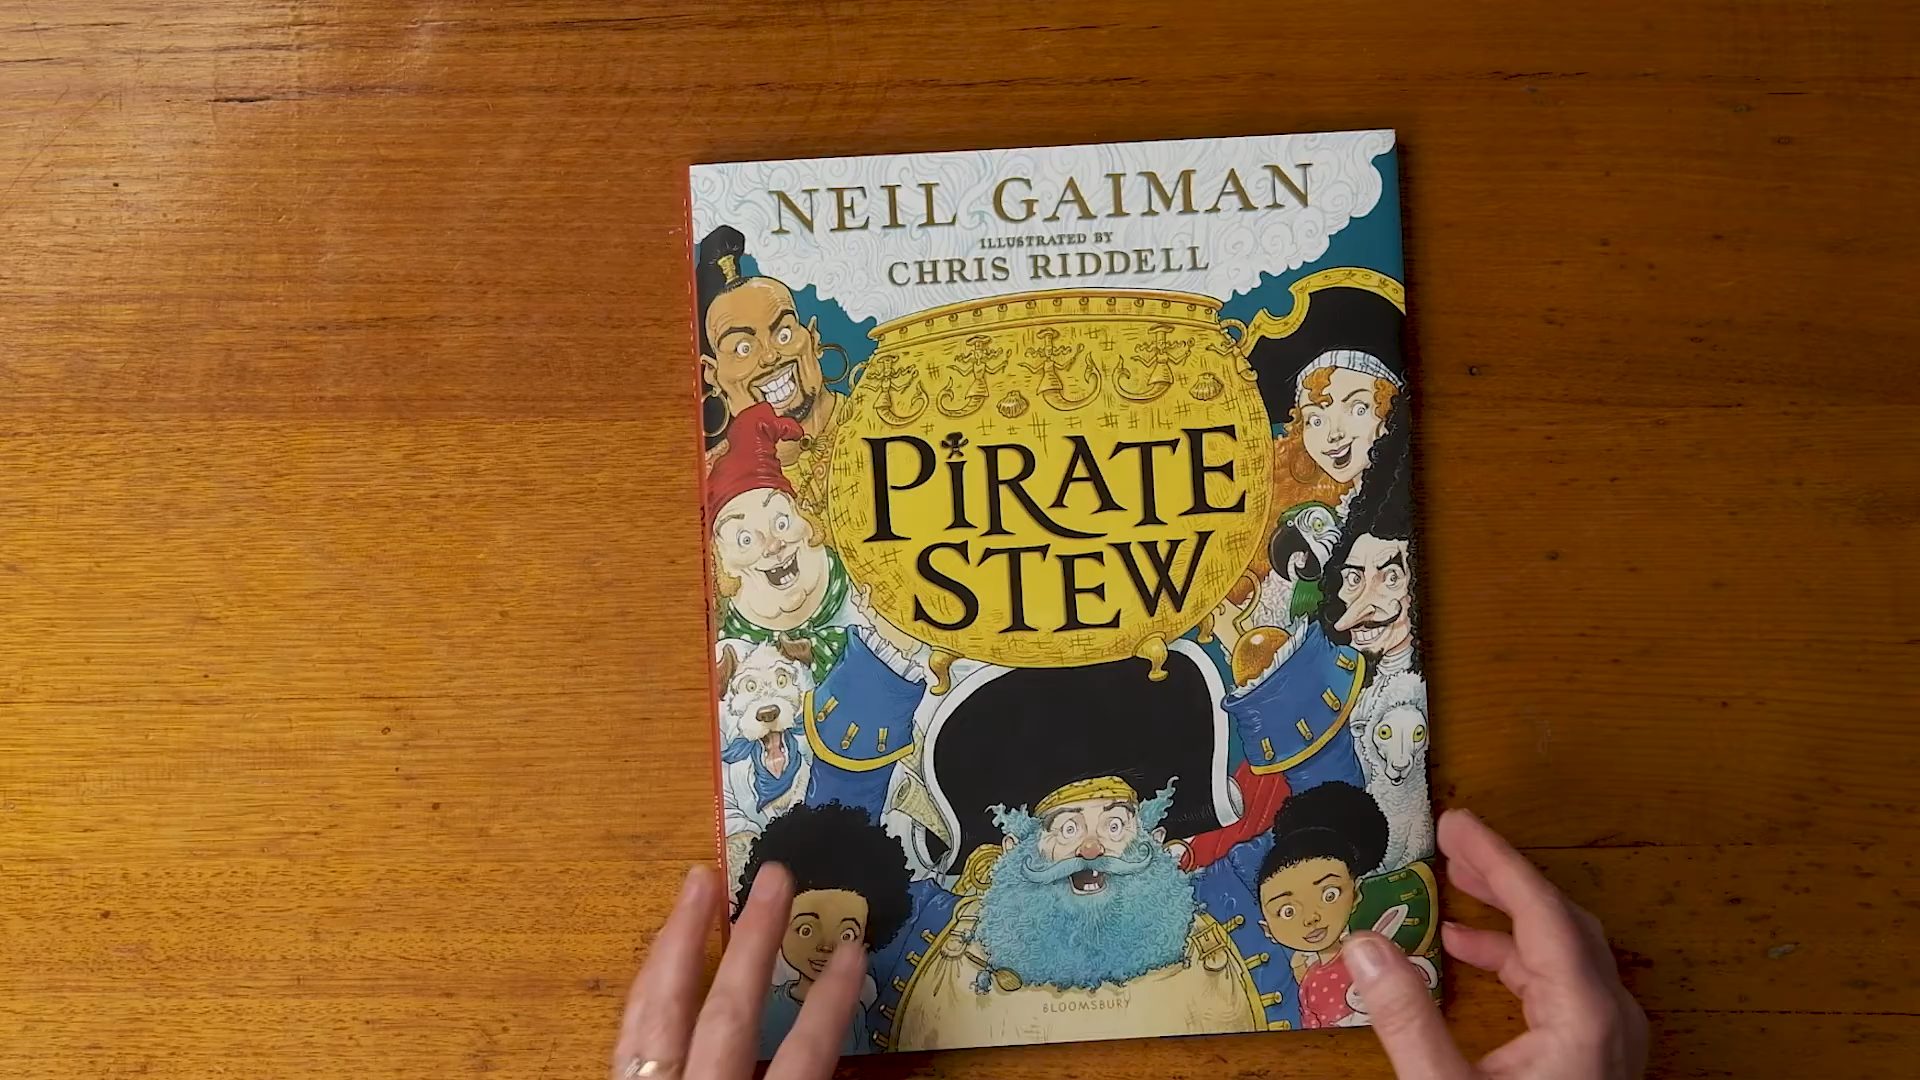 NEIL GAIMAN
ILLUSTRATED BY
CHRIS RIDDELL
PiRATE
STEW
BLOOMSBURY